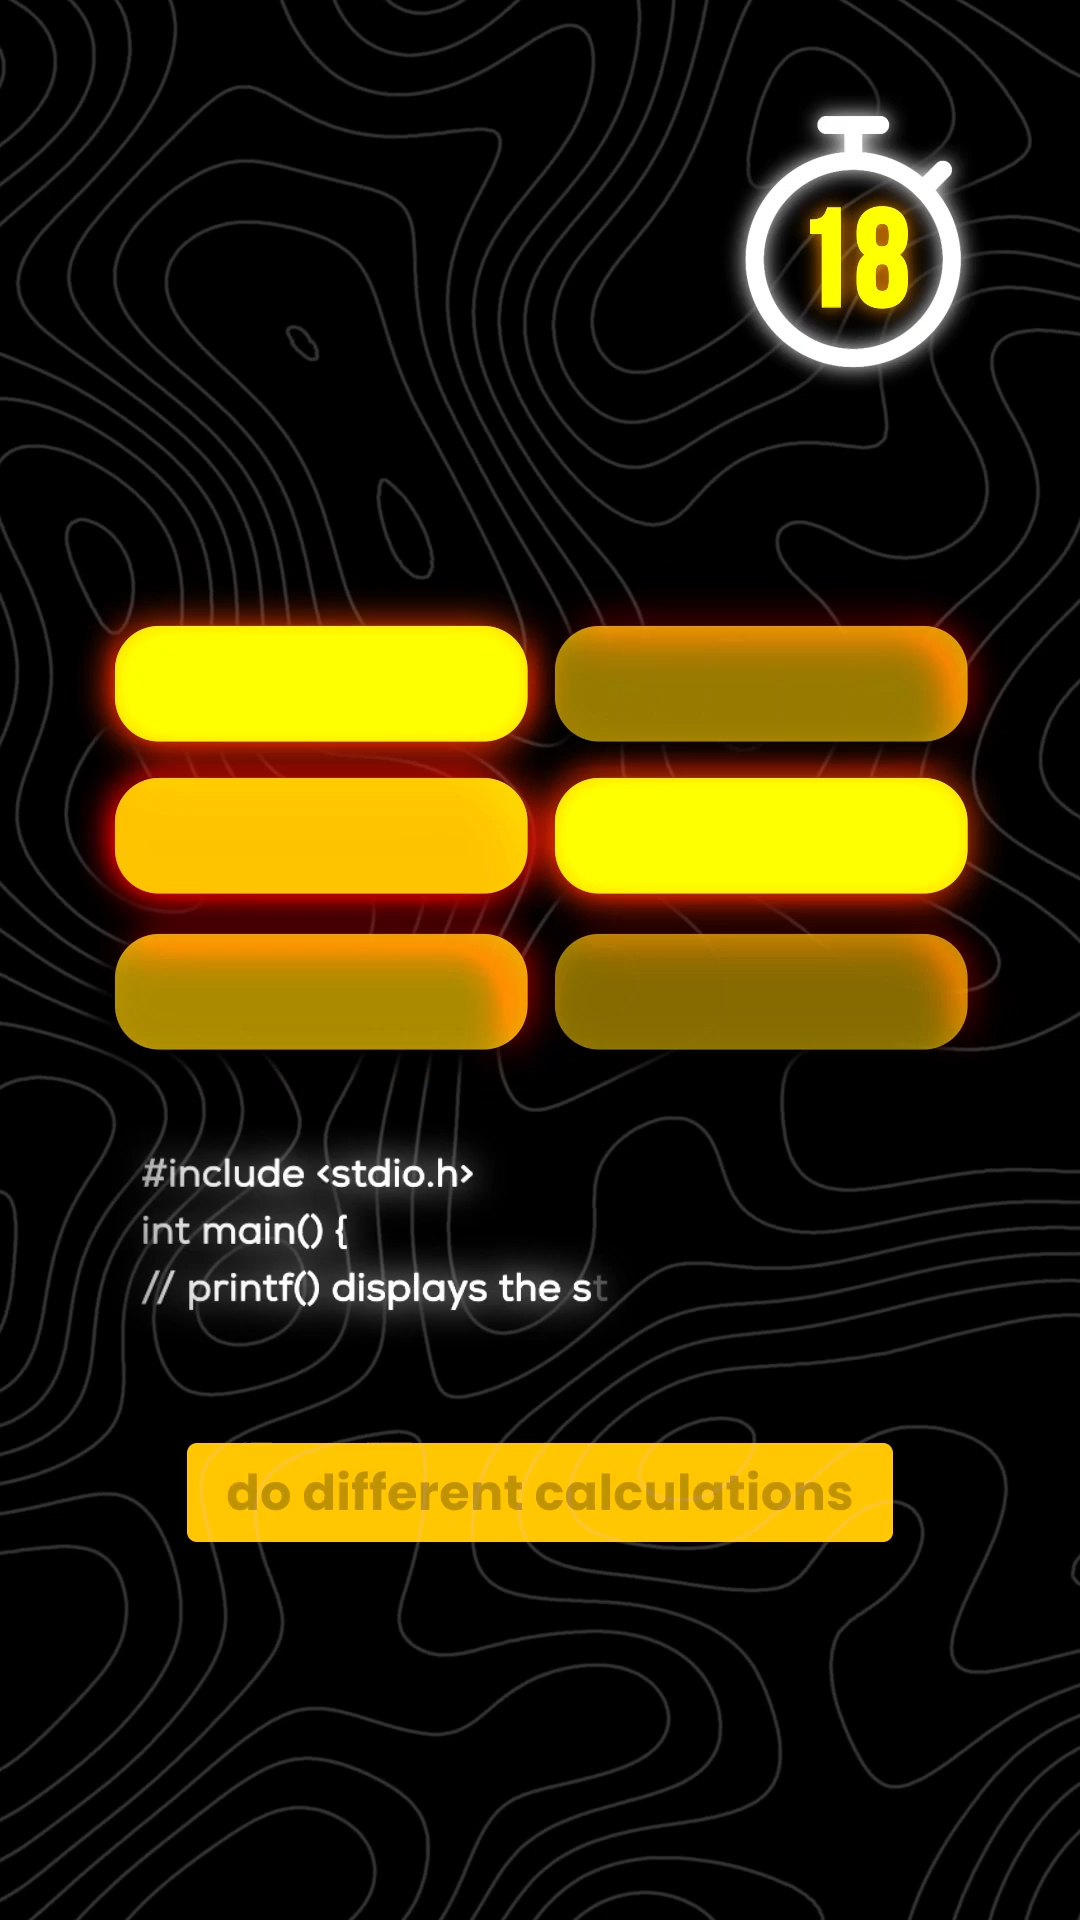 18
#include <stdio.h>
int main() {
// printf() displays the st
do different calculations